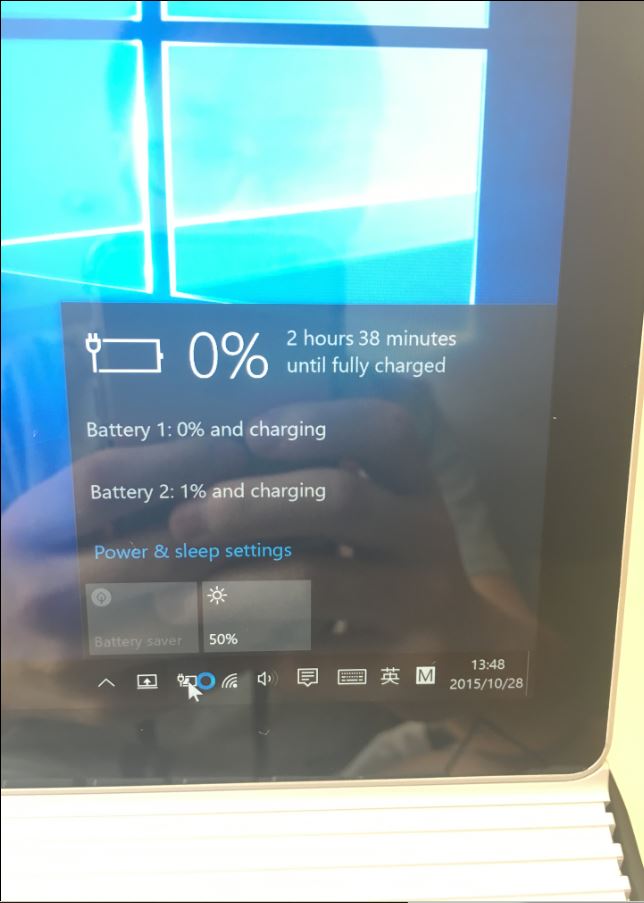 0%
2 hours 38 minutes
until fully charged
Battery 1: 0% and charging
Battery 2: 1% and charging
Power & sleep settings
Battery saver
50%
英
M
13:48
2015/10/28